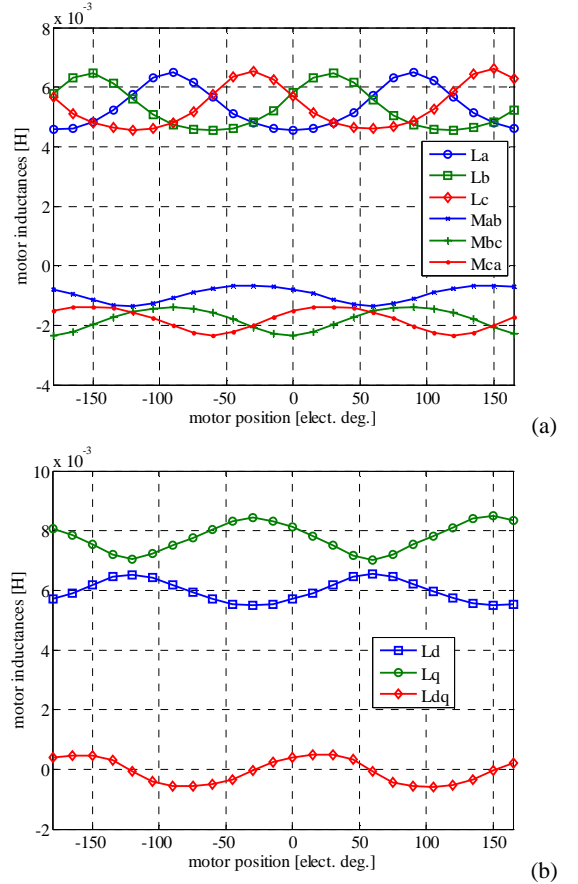 x 10⁻³
8
6
4
2
0
-2
-4
motor inductances [H]
La
Lb
Lc
Mab
Mbc
Mca
-150 -100 -50 0 50 100 150
motor position [elect. deg.]
(a)
10 x 10⁻³
8
6
4
2
0
-2
motor inductances [H]
Ld
Lq
Ldq
-150 -100 -50 0 50 100 150
motor position [elect. deg.]
(b)